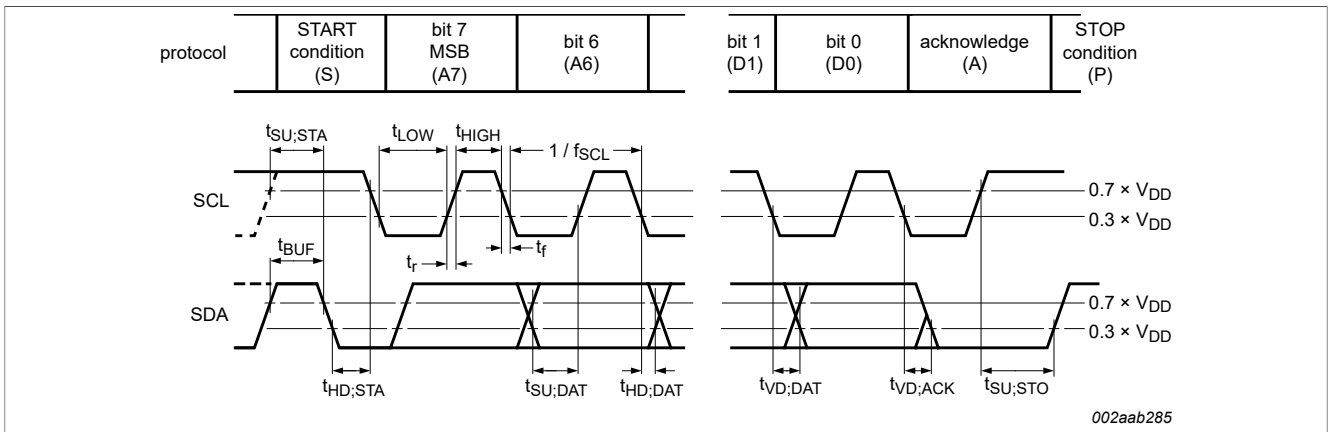 protocol
START
condition
(S)
bit 7
MSB
(A7)
bit 6
(A6)
bit 1
(D1)
bit 0
(D0)
acknowledge
(A)
STOP
condition
(P)
tSU;STA
tLOW
tHIGH
1 / fSCL
SCL
0.7 × VDD
0.3 × VDD
tBUF
tr
tf
SDA
0.7 × VDD
0.3 × VDD
tHD;STA
tSU;DAT
tHD;DAT
tVD;DAT
tVD;ACK
tSU;STO
002aab285